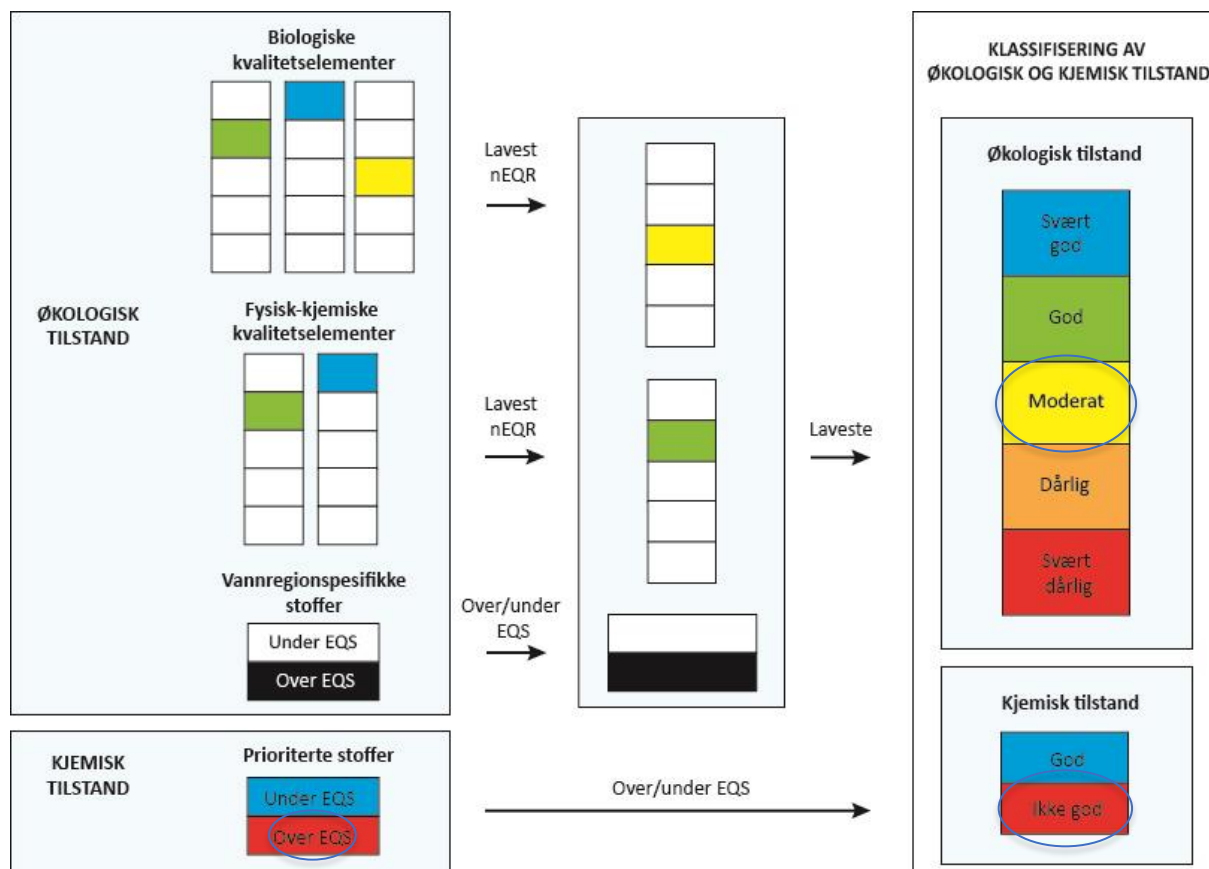 Biologiske
kvalitetselementer
ØKOLOGISK
TILSTAND
Fysisk-kjemiske
kvalitetselementer
Vannregionspesifikke
stoffer
Under EQS
Over EQS
Lavest
nEQR
Lavest
nEQR
Over/under
EQS
Laveste
KLASSIFISERING AV
ØKOLOGISK OG KJEMISK TILSTAND
Økologisk tilstand
Svært
god
God
Moderat
Dårlig
Svært
dårlig
KJEMISK
TILSTAND
Prioriterte stoffer
Under EQS
Over EQS
Over/under EQS
Kjemisk tilstand
God
Ikke god